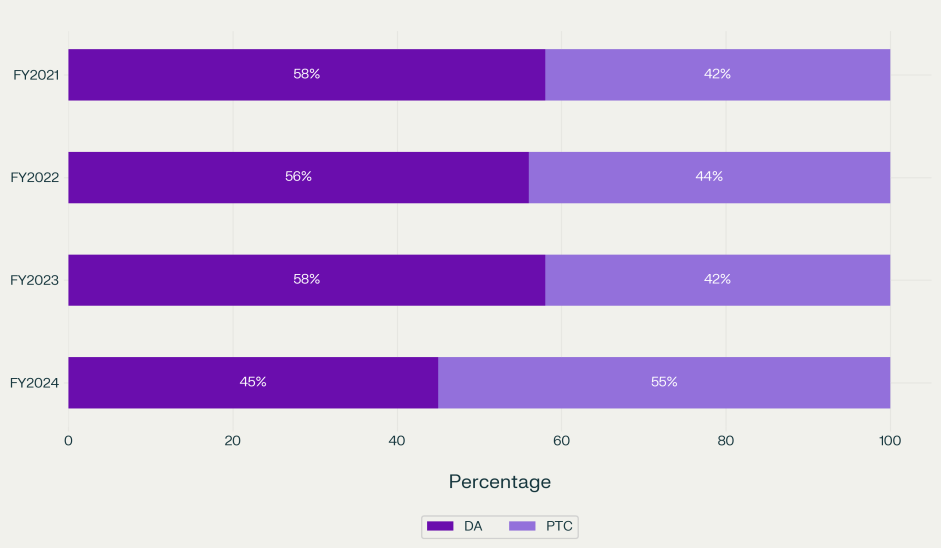 FY2021 58% 42%
FY2022 56% 44%
FY2023 58% 42%
FY2024 45% 55%
0 20 40 60 80 100
Percentage
DA PTC